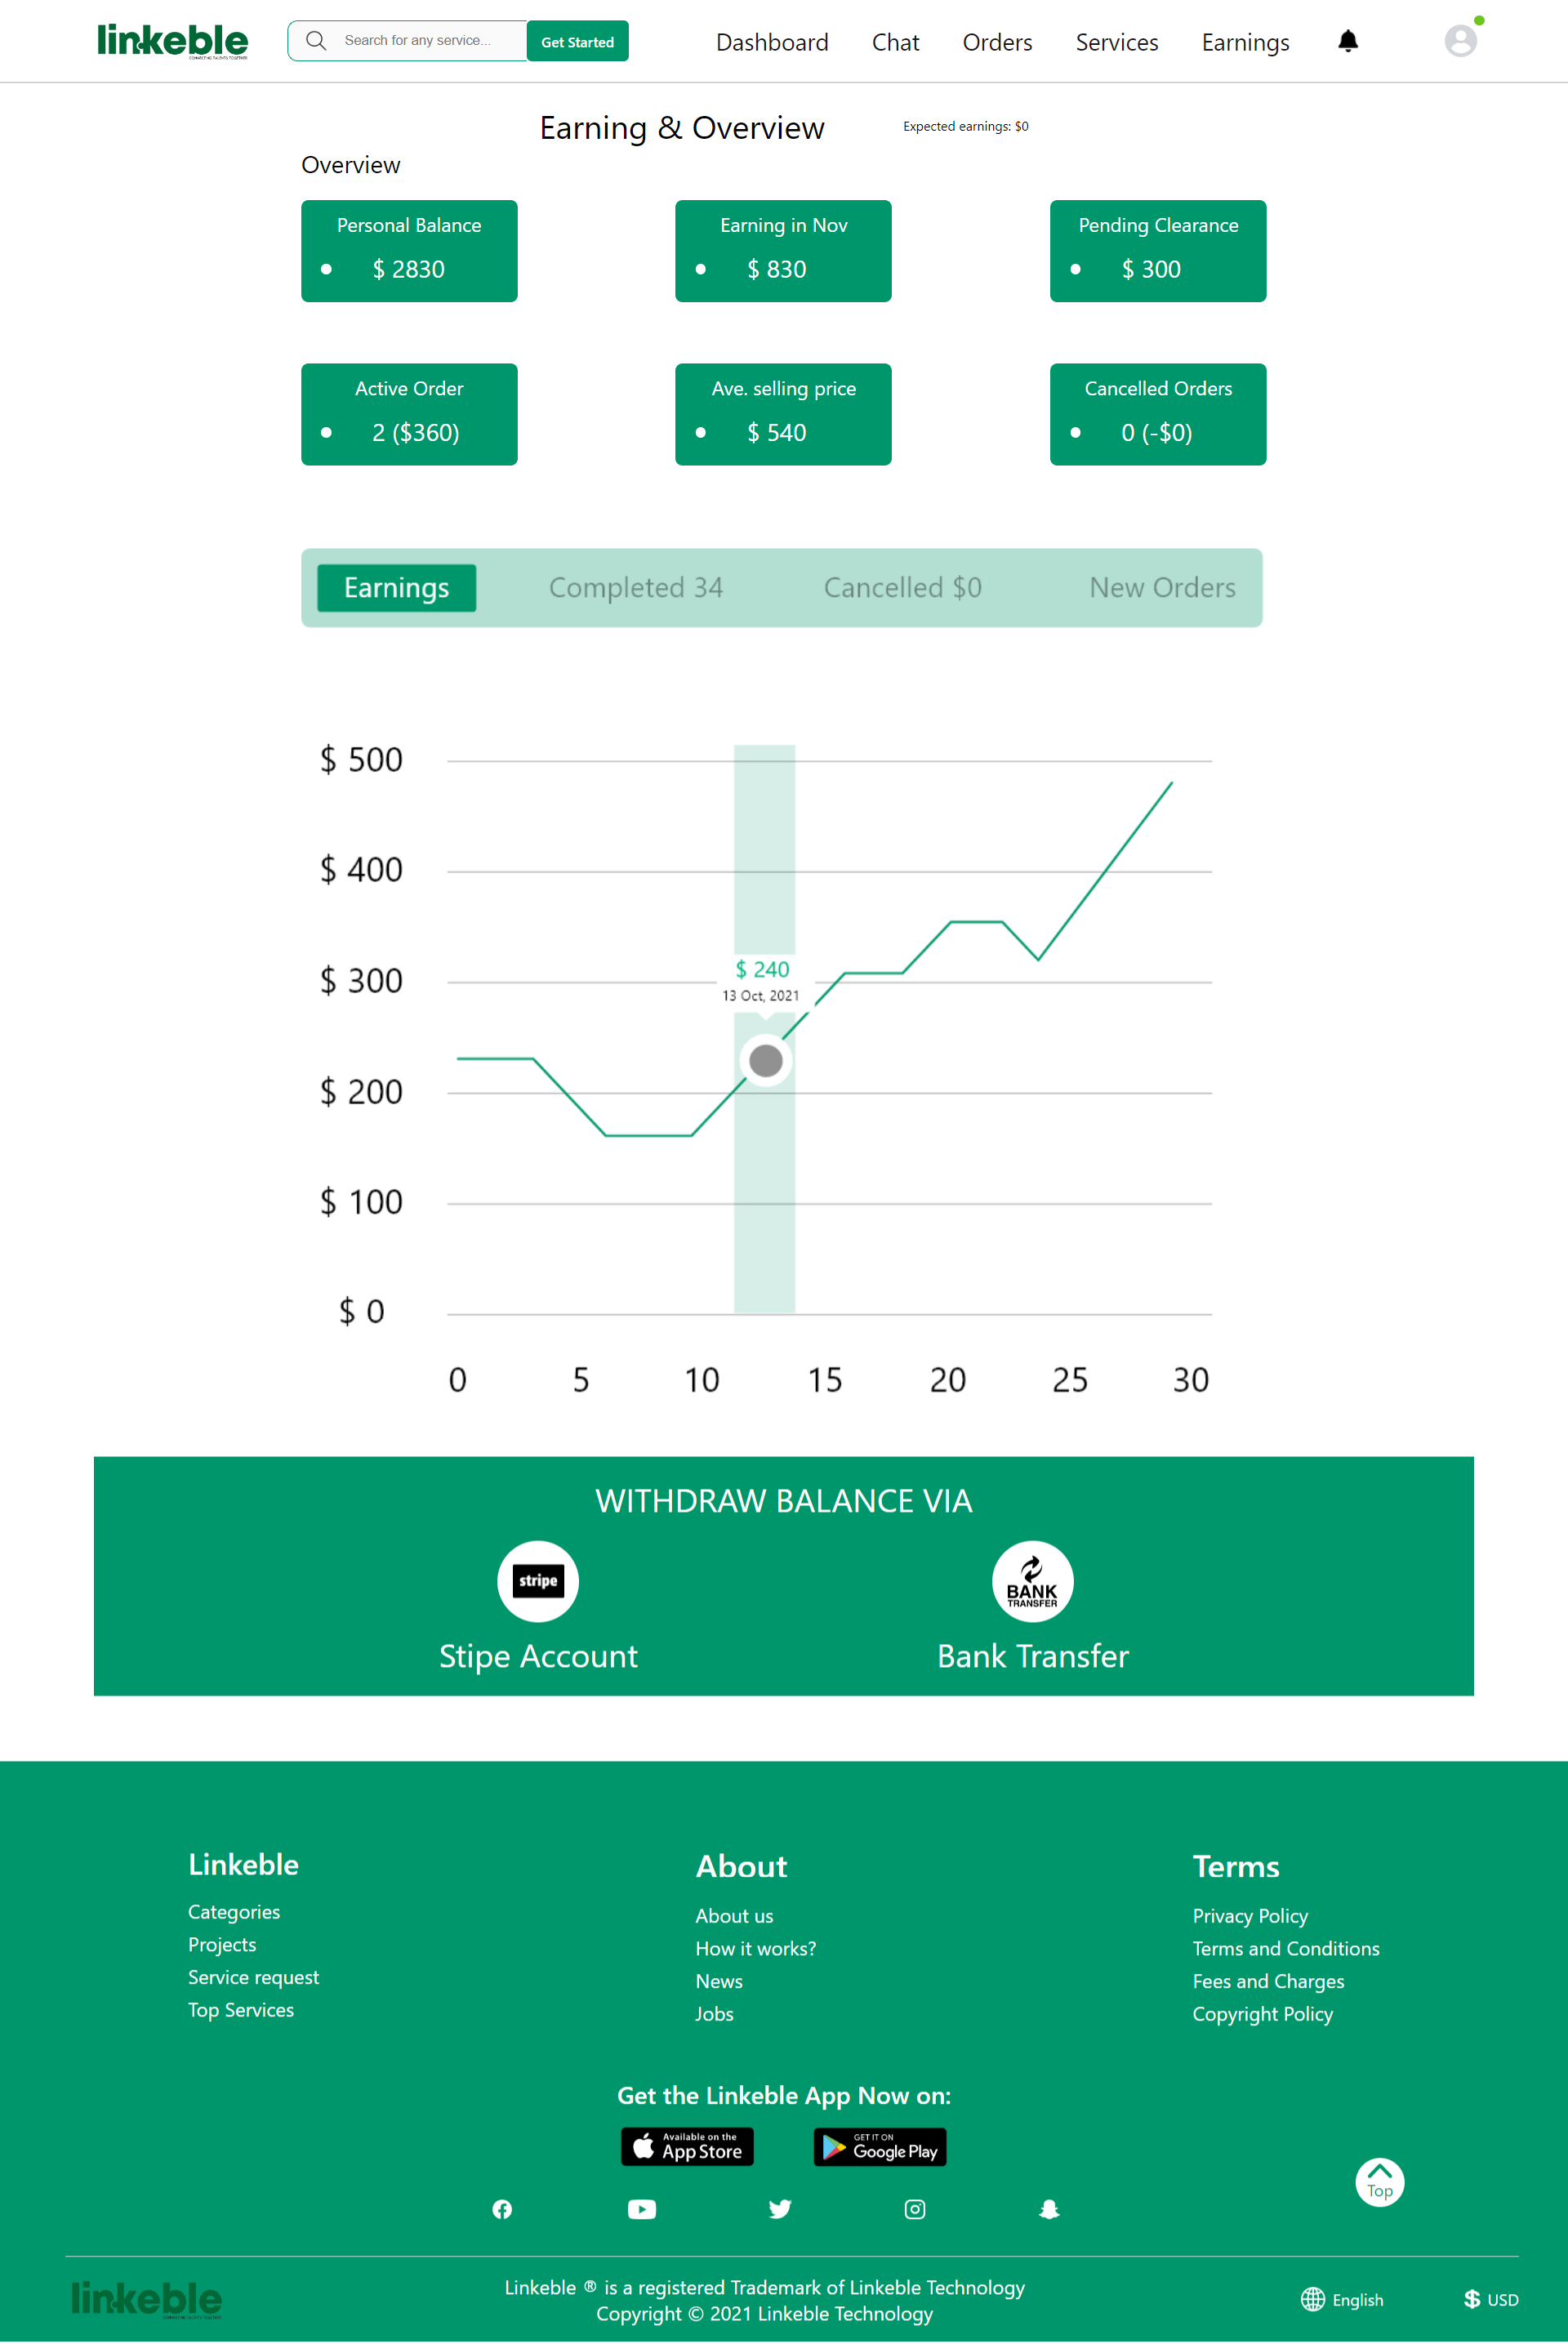 linkeble
CONNECTING TALENTS TOGETHER
Search for any service...
Get Started
Dashboard
Chat
Orders
Services
Earnings
Earning & Overview
Expected earnings: $0
Overview
Personal Balance
$ 2830
Earning in Nov
$ 830
Pending Clearance
$ 300
Active Order
2 ($360)
Ave. selling price
$ 540
Cancelled Orders
0 (-$0)
Earnings
Completed 34
Cancelled $0
New Orders
$ 500
$ 400
$ 300
$ 200
$ 100
$ 0
$ 240
13 Oct, 2021
0 5 10 15 20 25 30
WITHDRAW BALANCE VIA
stripe
Stipe Account
BANK
TRANSFER
Bank Transfer
Linkeble
Categories
Projects
Service request
Top Services
About
About us
How it works?
News
Jobs
Terms
Privacy Policy
Terms and Conditions
Fees and Charges
Copyright Policy
Get the Linkeble App Now on:
Available on the
App Store
GET IT ON
Google Play
Top
linkeble
CONNECTING TALENTS TOGETHER
Linkeble ® is a registered Trademark of Linkeble Technology
Copyright © 2021 Linkeble Technology
English
$ USD